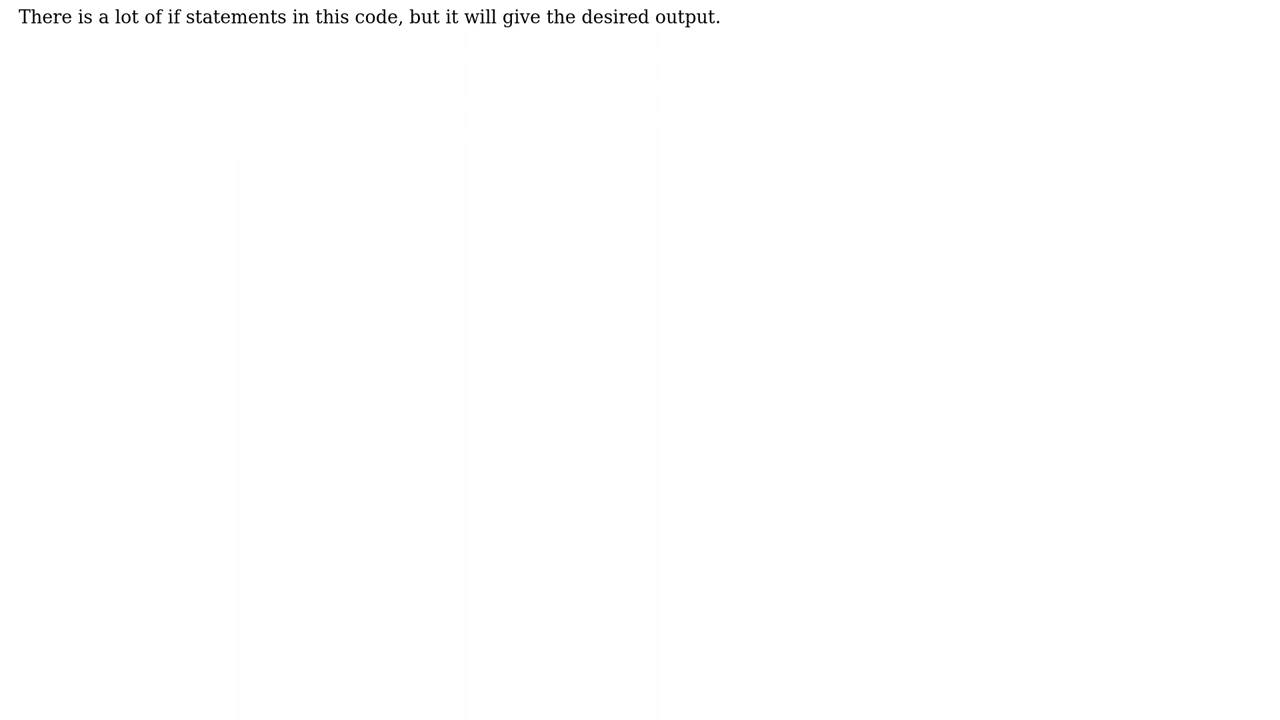 There is a lot of if statements in this code, but it will give the desired output.